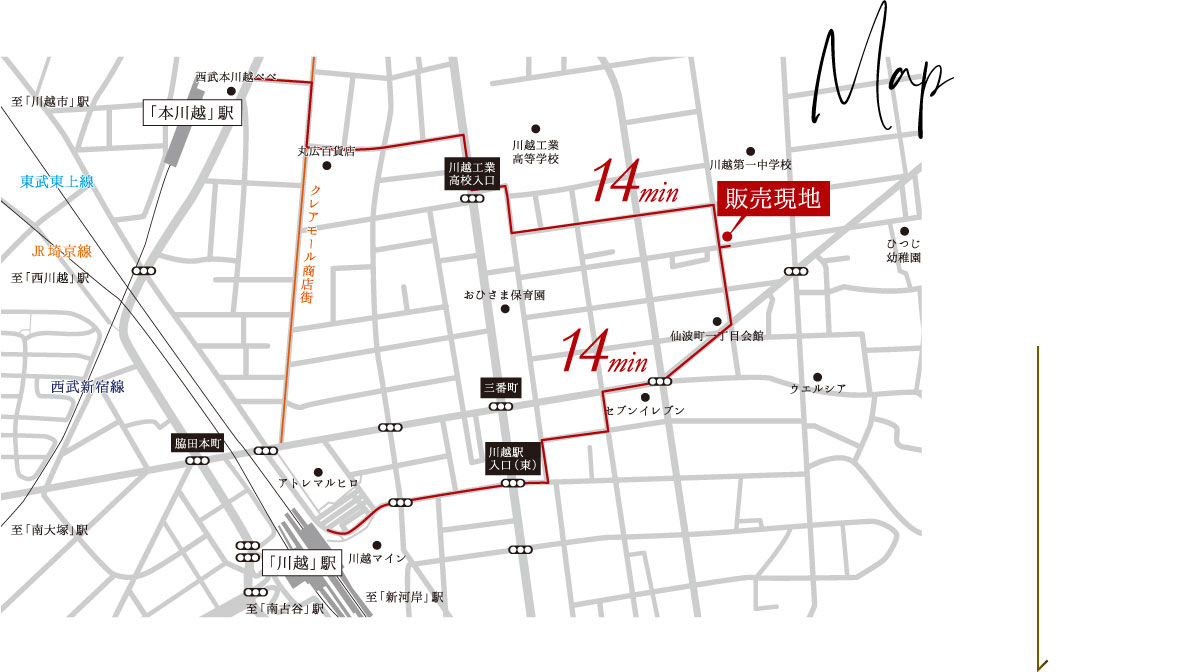 Map
西武本川越ペペ
至「川越市」駅
「本川越」駅
丸広百貨店
川越工業
高等学校
川越第一中学校
川越工業
高校入口
東武東上線
14min
販売現地
クレアモール商店街
JR埼京線
至「西川越」駅
ひつじ
幼稚園
おひさま保育園
仙波町一丁目会館
14min
西武新宿線
三番町
ウエルシア
セブンイレブン
脇田本町
川越駅
入口（東）
アトレマルヒロ
至「南大塚」駅
「川越」駅
川越マイン
至「新河岸」駅
至「南古谷」駅